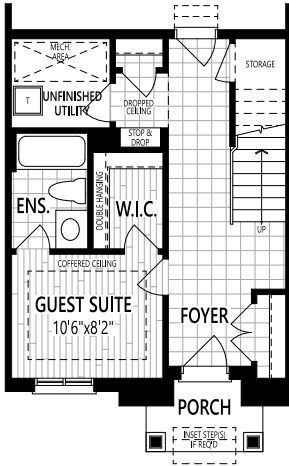 MECH.
AREA
STORAGE
UNFINISHED
UTILITY
T
DROPPED
CEILING
STOP &
DROP
DOUBLE HANGING
ENS.
W.I.C.
UP
COFFERED CEILING
GUEST SUITE
10'6"x8'2"
FOYER
PORCH
INSET STEP(S)
IF REQ'D